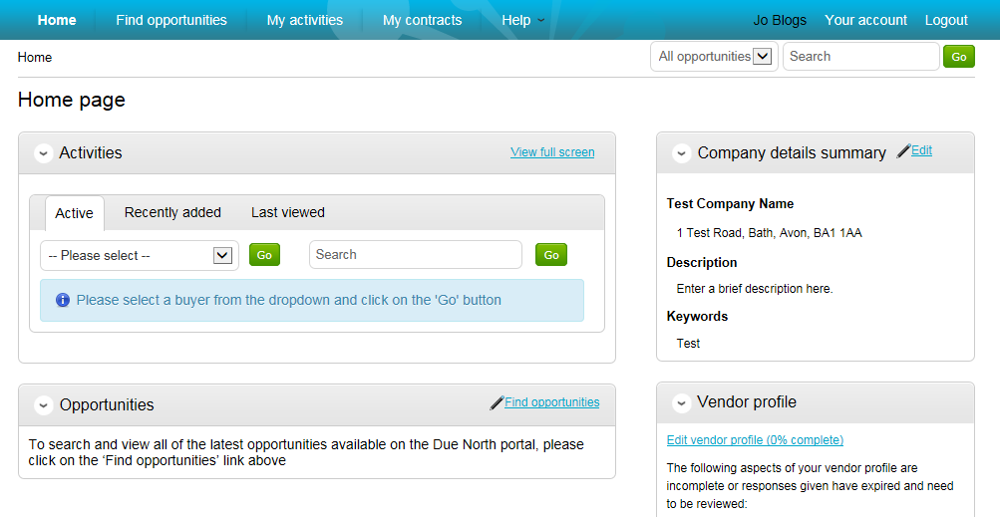 Home Find opportunities My activities My contracts Help Jo Blogs Your account Logout
Home All opportunities Search Go
Home page
Activities View full screen
Active Recently added Last viewed
-- Please select -- Go Search Go
Please select a buyer from the dropdown and click on the 'Go' button
Opportunities Find opportunities
To search and view all of the latest opportunities available on the Due North portal, please
click on the ‘Find opportunities’ link above
Company details summary Edit
Test Company Name
1 Test Road, Bath, Avon, BA1 1AA
Description
Enter a brief description here.
Keywords
Test
Vendor profile
Edit vendor profile (0% complete)
The following aspects of your vendor profile are
incomplete or responses given have expired and need
to be reviewed: